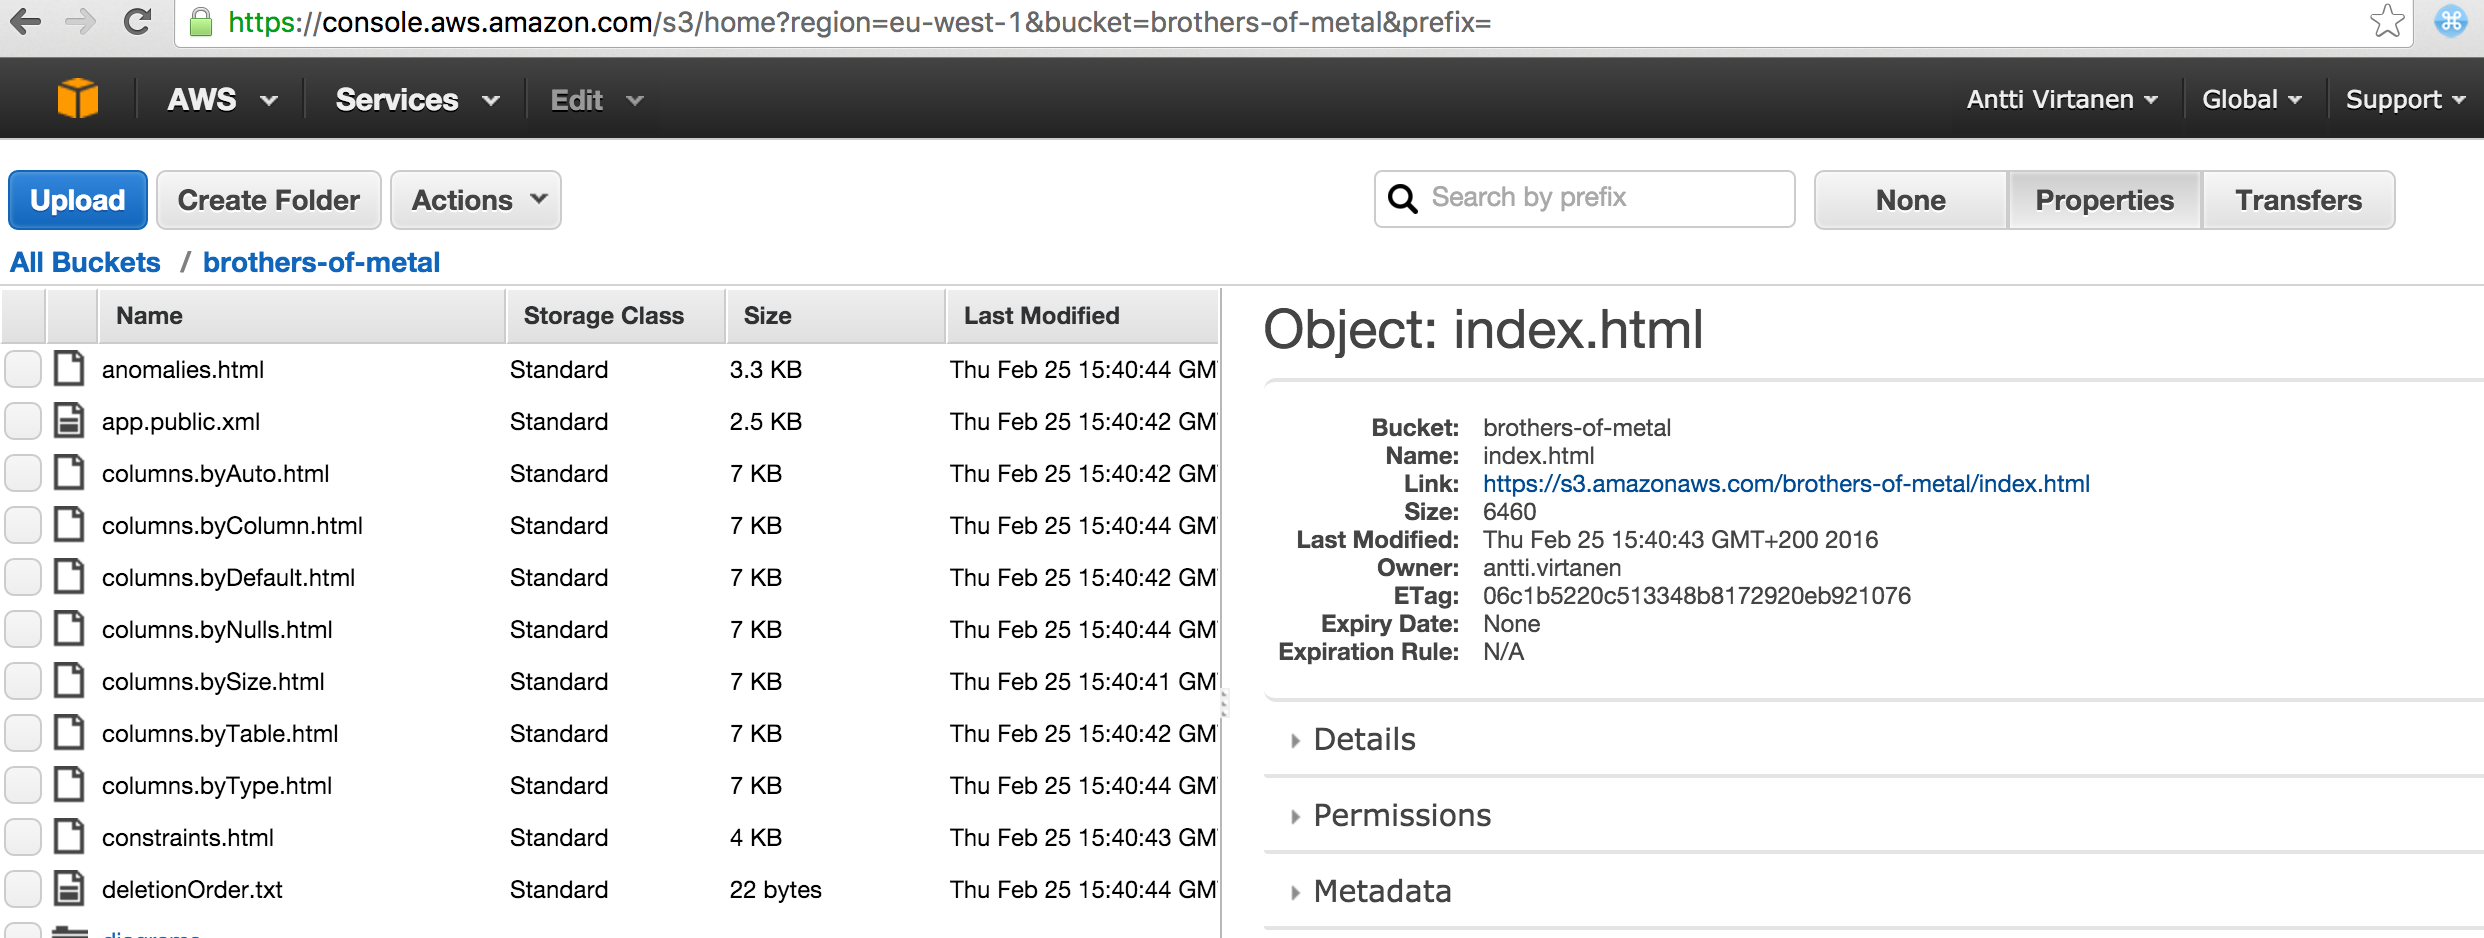 https://console.aws.amazon.com/s3/home?region=eu-west-1&bucket=brothers-of-metal&prefix=
AWS Services Edit Antti Virtanen Global Support
Upload Create Folder Actions Search by prefix None Properties Transfers
All Buckets / brothers-of-metal
Name Storage Class Size Last Modified
anomalies.html Standard 3.3 KB Thu Feb 25 15:40:44 GM
app.public.xml Standard 2.5 KB Thu Feb 25 15:40:42 GM
columns.byAuto.html Standard 7 KB Thu Feb 25 15:40:42 GM
columns.byColumn.html Standard 7 KB Thu Feb 25 15:40:44 GM
columns.byDefault.html Standard 7 KB Thu Feb 25 15:40:42 GM
columns.byNulls.html Standard 7 KB Thu Feb 25 15:40:44 GM
columns.bySize.html Standard 7 KB Thu Feb 25 15:40:41 GM
columns.byTable.html Standard 7 KB Thu Feb 25 15:40:42 GM
columns.byType.html Standard 7 KB Thu Feb 25 15:40:44 GM
constraints.html Standard 4 KB Thu Feb 25 15:40:43 GM
deletionOrder.txt Standard 22 bytes Thu Feb 25 15:40:44 GM
Object: index.html
Bucket: brothers-of-metal
Name: index.html
Link: https://s3.amazonaws.com/brothers-of-metal/index.html
Size: 6460
Last Modified: Thu Feb 25 15:40:43 GMT+200 2016
Owner: antti.virtanen
ETag: 06c1b5220c513348b8172920eb921076
Expiry Date: None
Expiration Rule: N/A
Details
Permissions
Metadata